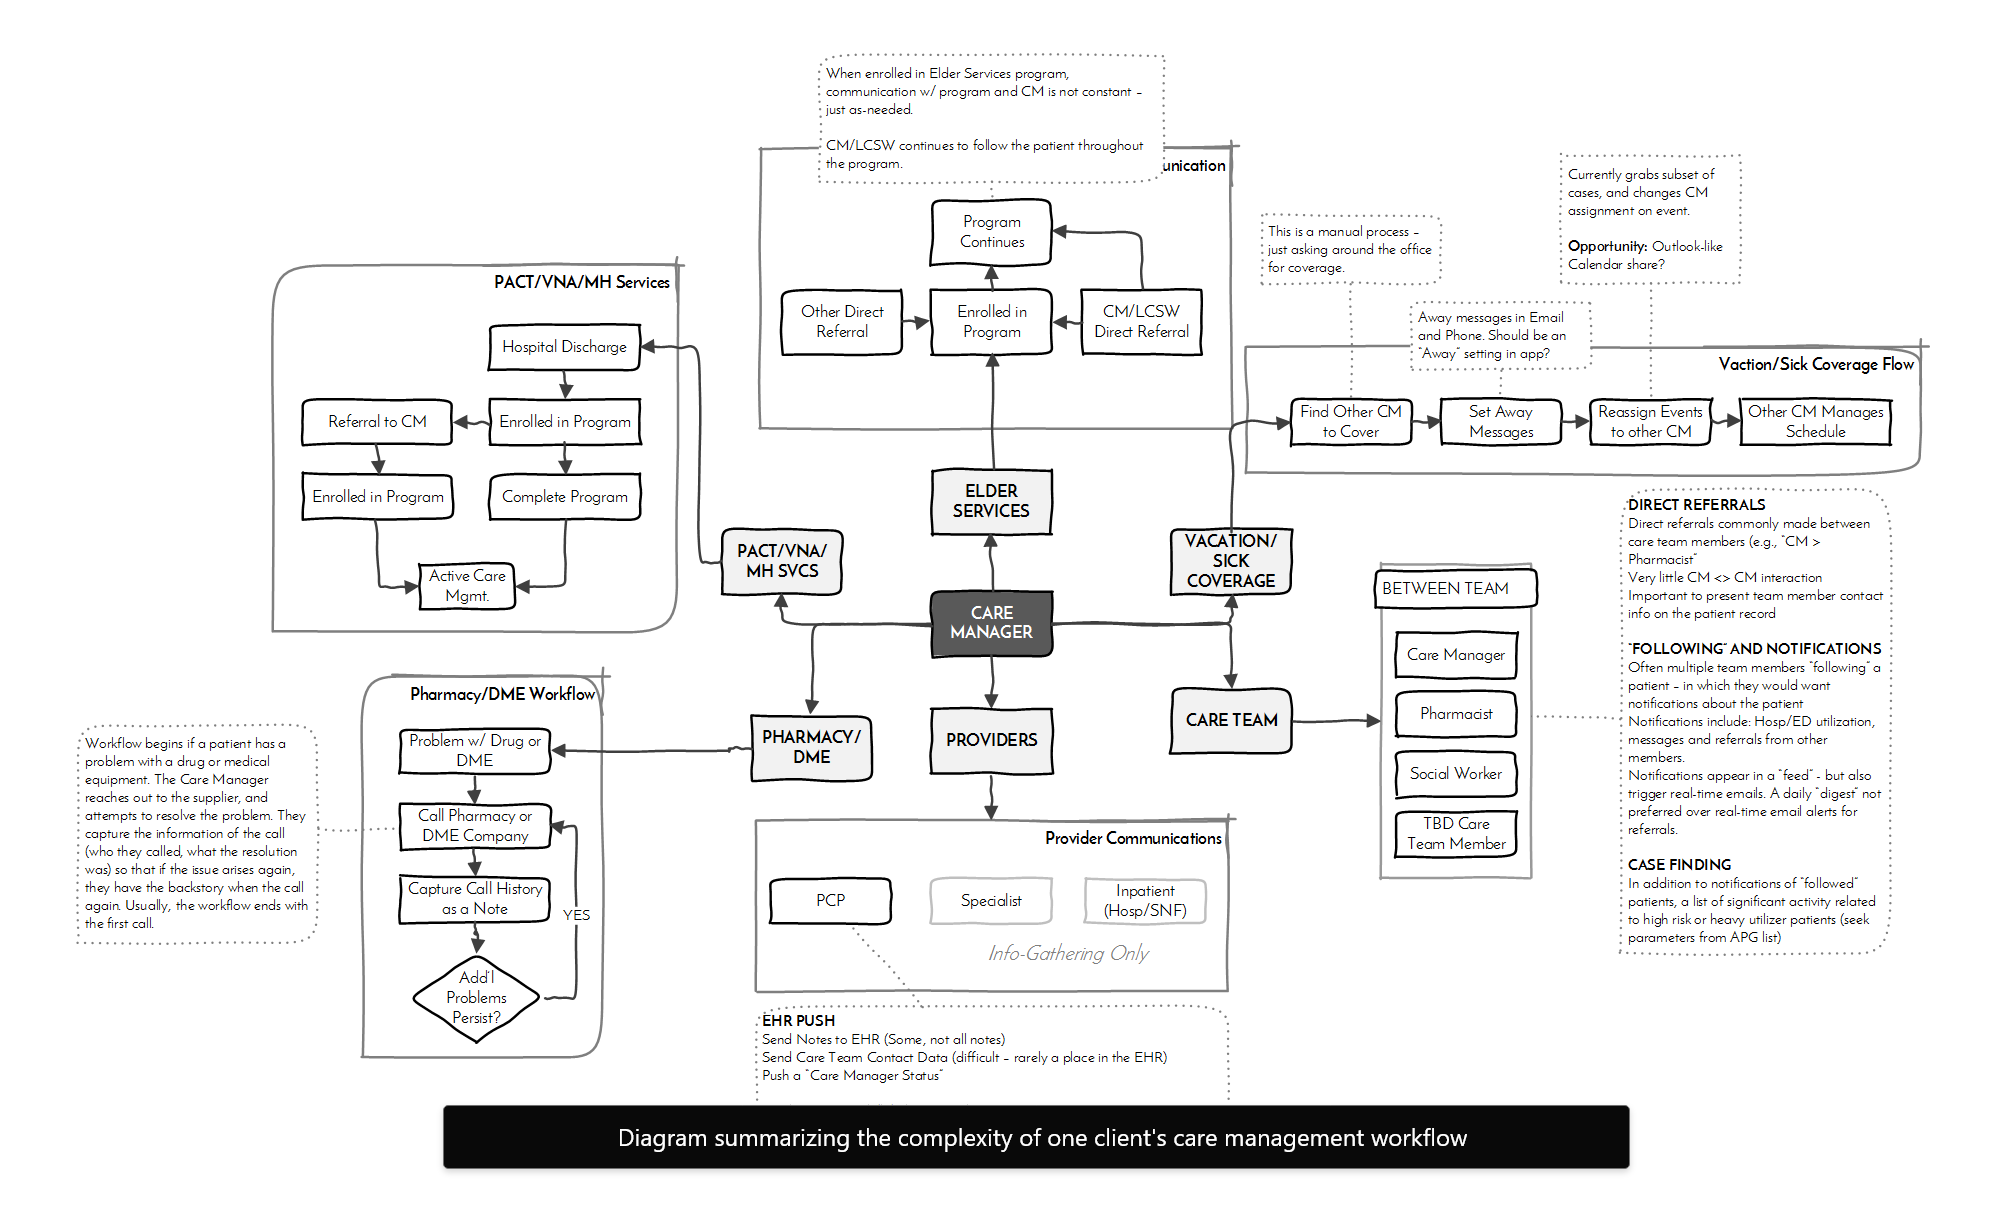 When enrolled in Elder Services program,
communication w/ program and CM is not constant –
just as-needed.
CM/LCSW continues to follow the patient throughout
the program.
unication
Program
Continues
Other Direct
Referral
Enrolled in
Program
CM/LCSW
Direct Referral
This is a manual process –
just asking around the office
for coverage.
Currently grabs subset of
cases, and changes CM
assignment on event.
Opportunity: Outlook-like
Calendar share?
Away messages in Email
and Phone. Should be an
"Away" setting in app?
Vaction/Sick Coverage Flow
Find Other CM
to Cover
Set Away
Messages
Reassign Events
to other CM
Other CM Manages
Schedule
PACT/VNA/MH Services
Hospital Discharge
Referral to CM
Enrolled in Program
Enrolled in Program
Complete Program
Active Care
Mgmt.
PACT/VNA/
MH SVCS
ELDER
SERVICES
VACATION/
SICK
COVERAGE
CARE
MANAGER
PHARMACY/
DME
PROVIDERS
CARE TEAM
BETWEEN TEAM
Care Manager
Pharmacist
Social Worker
TBD Care
Team Member
DIRECT REFERRALS
Direct referrals commonly made between
care team members (e.g., "CM >
Pharmacist"
Very little CM <> CM interaction
Important to present team member contact
info on the patient record
"FOLLOWING" AND NOTIFICATIONS
Often multiple team members "following" a
patient – in which they would want
notifications about the patient
Notifications include: Hosp/ED utilization,
messages and referrals from other
members.
Notifications appear in a "feed" - but also
trigger real-time emails. A daily "digest" not
preferred over real-time email alerts for
referrals.
CASE FINDING
In addition to notifications of "followed"
patients, a list of significant activity related
to high risk or heavy utilizer patients (seek
parameters from APG list)
Pharmacy/DME Workflow
Problem w/ Drug or
DME
Call Pharmacy or
DME Company
Capture Call History
as a Note
YES
Add'l
Problems
Persist?
Workflow begins if a patient has a
problem with a drug or medical
equipment. The Care Manager
reaches out to the supplier, and
attempts to resolve the problem. They
capture the information of the call
(who they called, what the resolution
was) so that if the issue arises again,
they have the backstory when the call
again. Usually, the workflow ends with
the first call.
Provider Communications
PCP
Specialist
Inpatient
(Hosp/SNF)
Info-Gathering Only
EHR PUSH
Send Notes to EHR (Some, not all notes)
Send Care Team Contact Data (difficult – rarely a place in the EHR)
Push a "Care Manager Status"
Diagram summarizing the complexity of one client's care management workflow